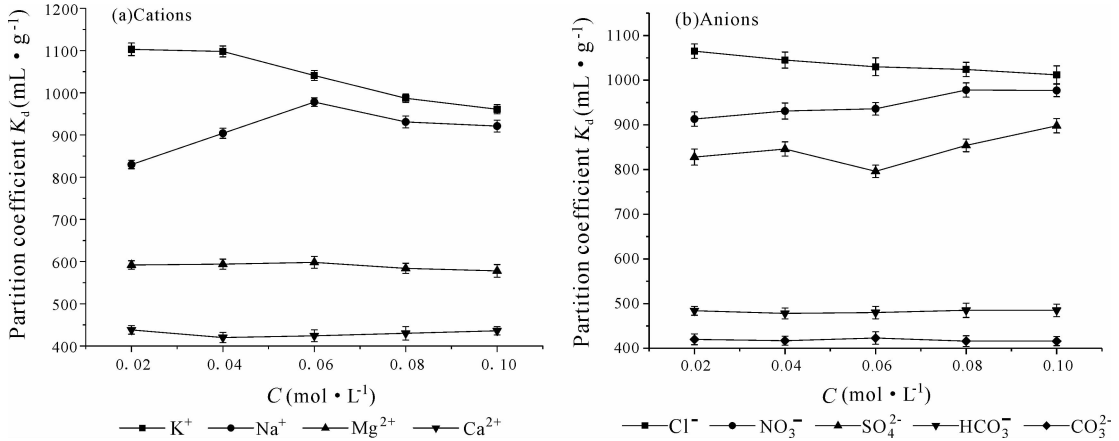 (a)Cations
Partition coefficient K_d (mL · g⁻¹)
1100
1000
900
800
700
600
500
400
0.02 0.04 0.06 0.08 0.10
C (mol · L⁻¹)
K⁺ Na⁺ Mg²⁺ Ca²⁺
(b)Anions
Partition coefficient K_d (mL · g⁻¹)
1100
1000
900
800
700
600
500
400
0.02 0.04 0.06 0.08 0.10
C (mol · L⁻¹)
Cl⁻ NO₃⁻ SO₄²⁻ HCO₃⁻ CO₃²⁻